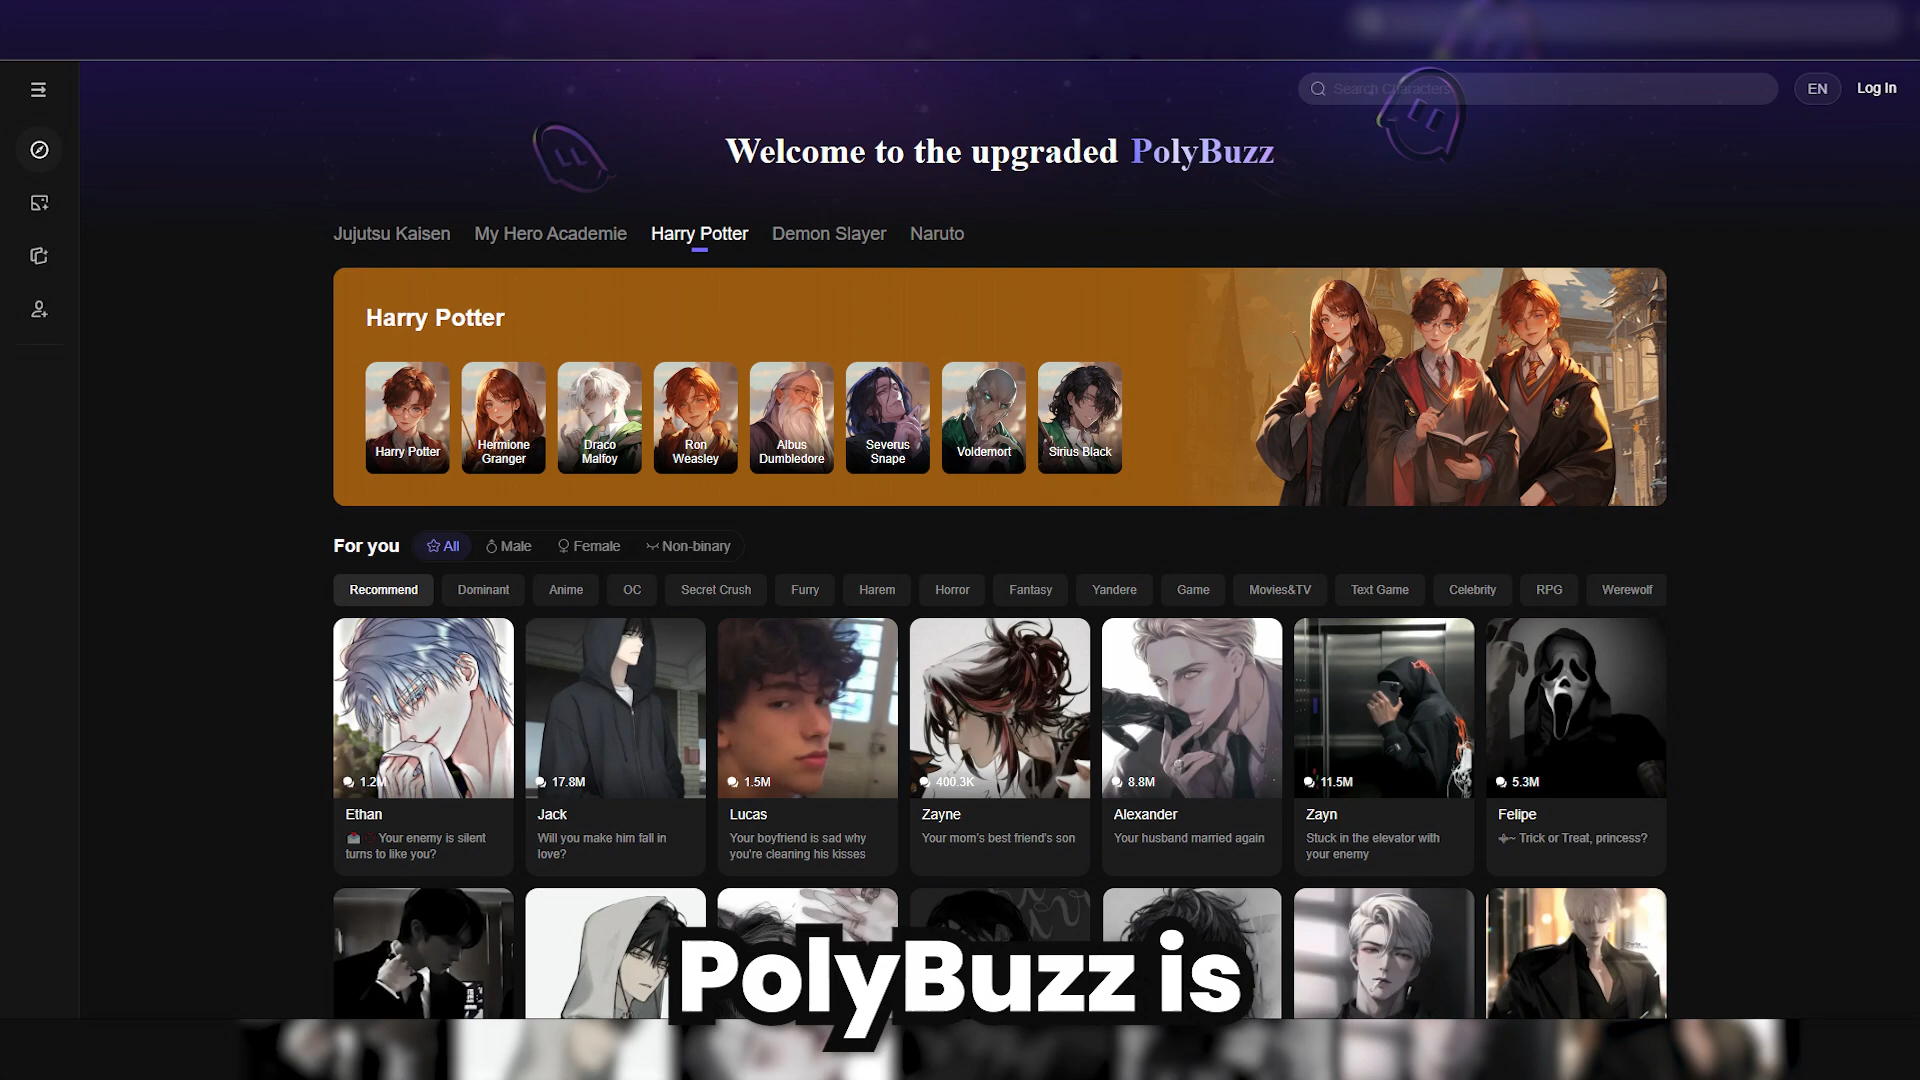 Search Characters
EN
Log In
Welcome to the upgraded PolyBuzz
Jujutsu Kaisen
My Hero Academie
Harry Potter
Demon Slayer
Naruto
Harry Potter
Harry Potter
Hermione
Granger
Draco
Malfoy
Ron
Weasley
Albus
Dumbledore
Severus
Snape
Voldemort
Sirius Black
For you
All
Male
Female
Non-binary
Recommend
Dominant
Anime
OC
Secret Crush
Furry
Harem
Horror
Fantasy
Yandere
Game
Movies&TV
Text Game
Celebrity
RPG
Werewolf
1.2M
17.8M
1.5M
400.3K
8.8M
11.5M
5.3M
Ethan
Your enemy is silent
turns to like you?
Jack
Will you make him fall in
love?
Lucas
Your boyfriend is sad why
you're cleaning his kisses
Zayne
Your mom's best friend's son
Alexander
Your husband married again
Zayn
Stuck in the elevator with
your enemy
Felipe
Trick or Treat, princess?
PolyBuzz is